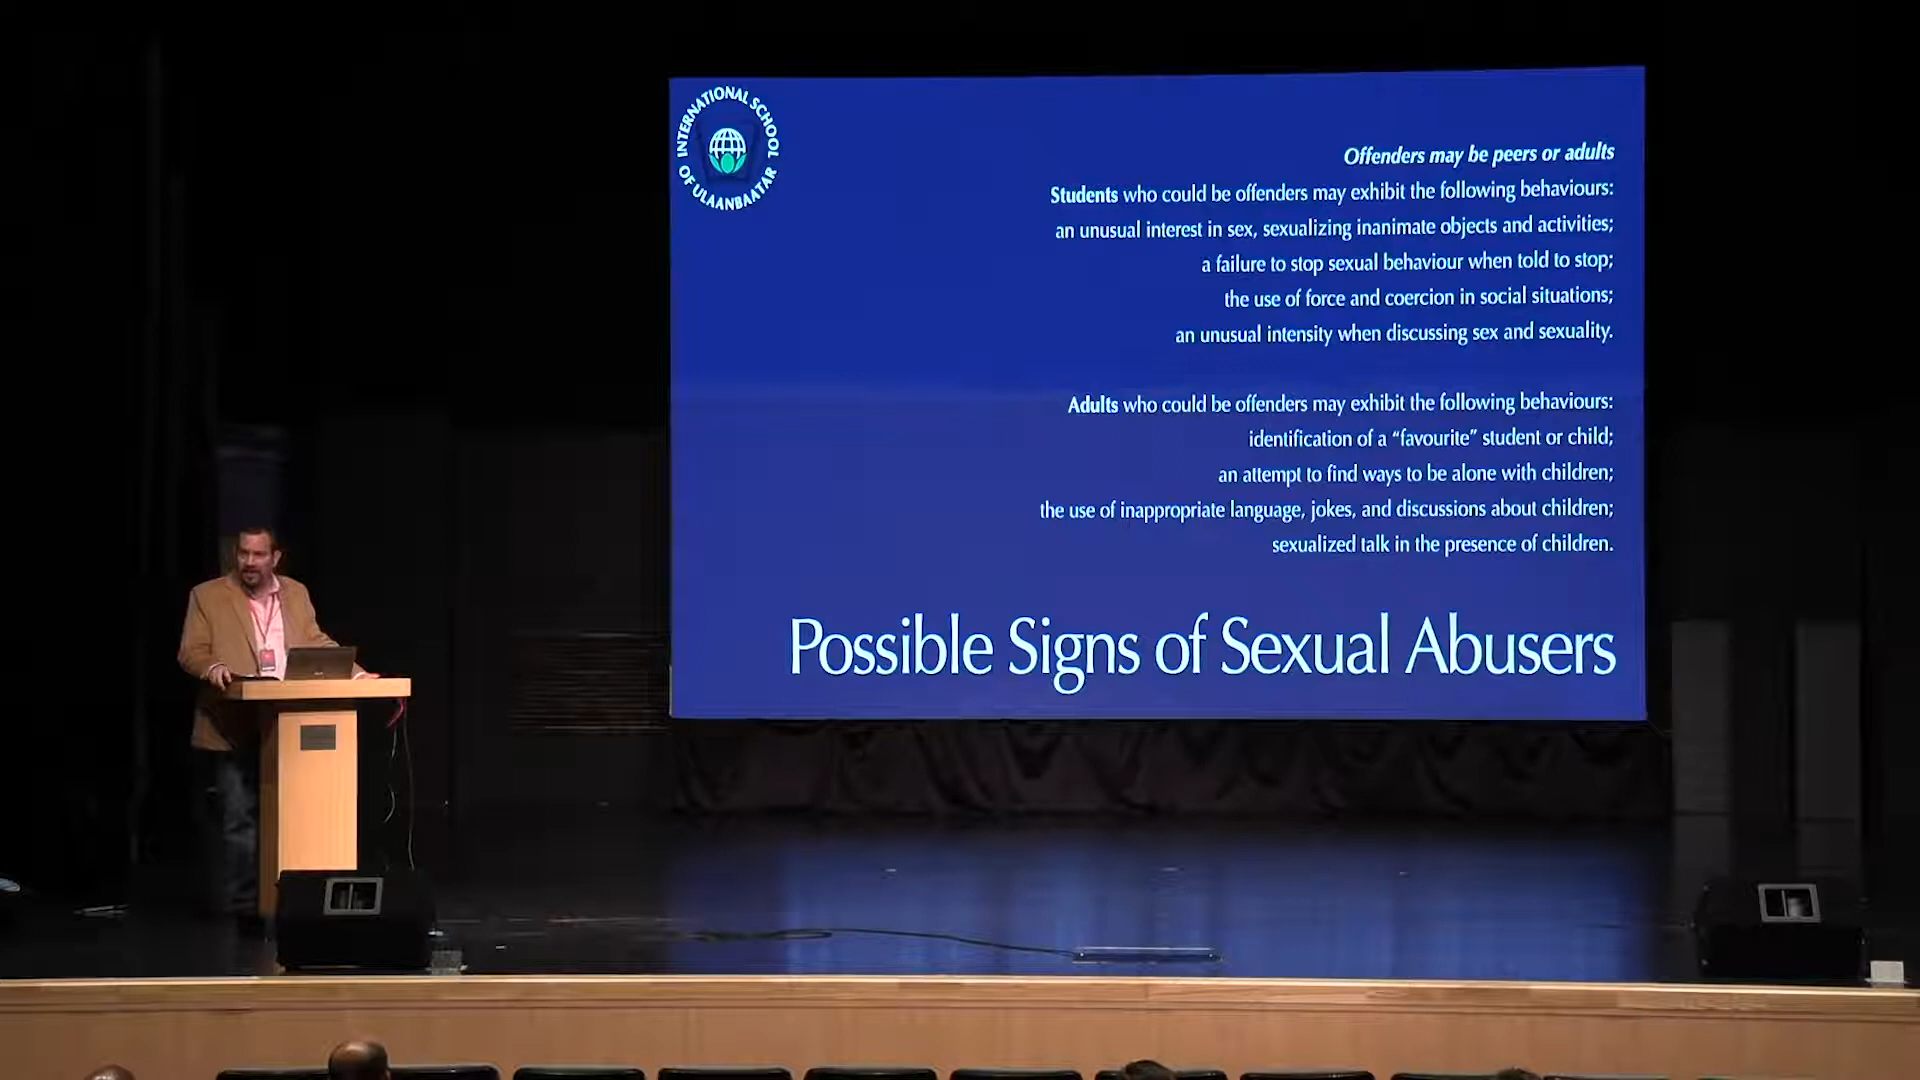 INTERNATIONAL SCHOOL OF ULAANBAATAR
Offenders may be peers or adults
Students who could be offenders may exhibit the following behaviours:
an unusual interest in sex, sexualizing inanimate objects and activities;
a failure to stop sexual behaviour when told to stop;
the use of force and coercion in social situations;
an unusual intensity when discussing sex and sexuality.
Adults who could be offenders may exhibit the following behaviours:
identification of a “favourite” student or child;
an attempt to find ways to be alone with children;
the use of inappropriate language, jokes, and discussions about children;
sexualized talk in the presence of children.
Possible Signs of Sexual Abusers